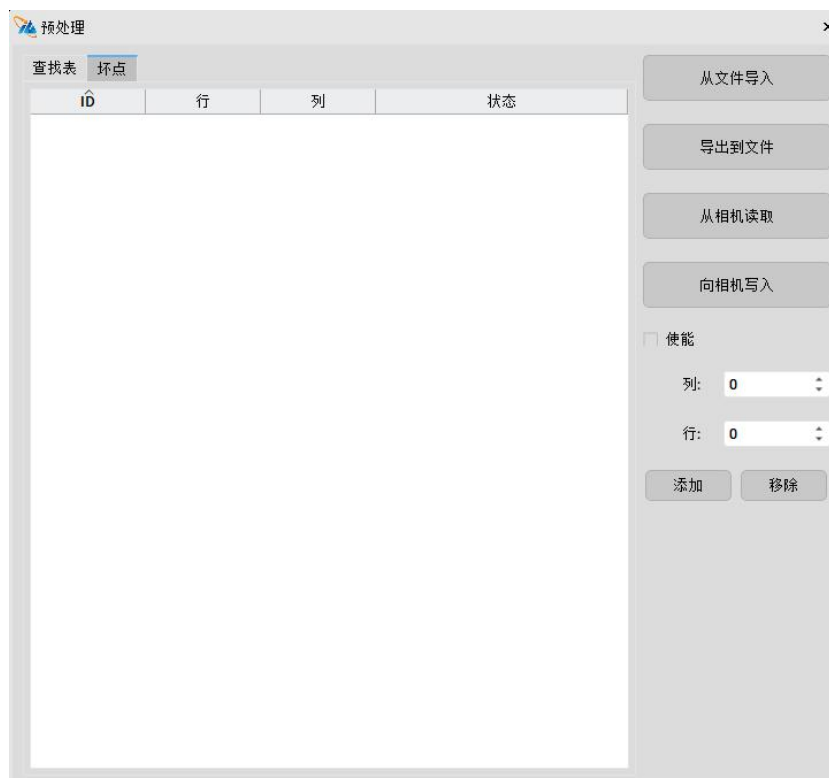 预处理
查找表 坏点
ID 行 列 状态
从文件导入
导出到文件
从相机读取
向相机写入
使能
列: 0
行: 0
添加 移除